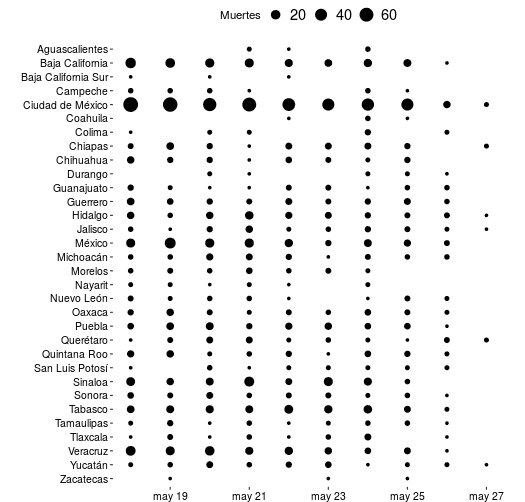 Muertes 20 40 60
Aguascalientes
Baja California
Baja California Sur
Campeche
Ciudad de México
Coahuila
Colima
Chiapas
Chihuahua
Durango
Guanajuato
Guerrero
Hidalgo
Jalisco
México
Michoacán
Morelos
Nayarit
Nuevo León
Oaxaca
Puebla
Querétaro
Quintana Roo
San Luis Potosí
Sinaloa
Sonora
Tabasco
Tamaulipas
Tlaxcala
Veracruz
Yucatán
Zacatecas
may 19 may 21 may 23 may 25 may 27